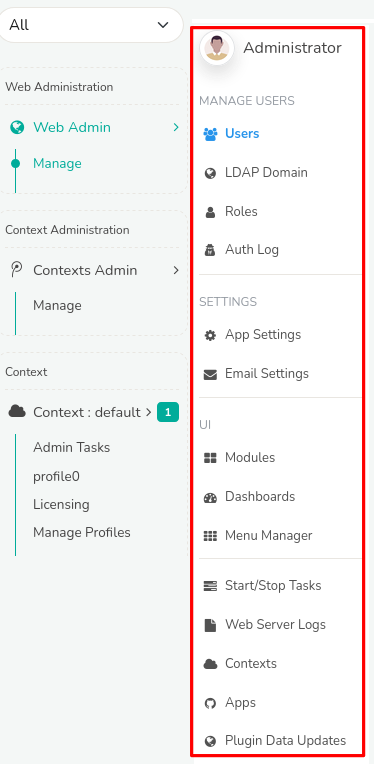 All
Web Administration
Web Admin
Manage
Context Administration
Contexts Admin
Manage
Context
Context : default 1
Admin Tasks
profile0
Licensing
Manage Profiles
Administrator
MANAGE USERS
Users
LDAP Domain
Roles
Auth Log
SETTINGS
App Settings
Email Settings
UI
Modules
Dashboards
Menu Manager
Start/Stop Tasks
Web Server Logs
Contexts
Apps
Plugin Data Updates